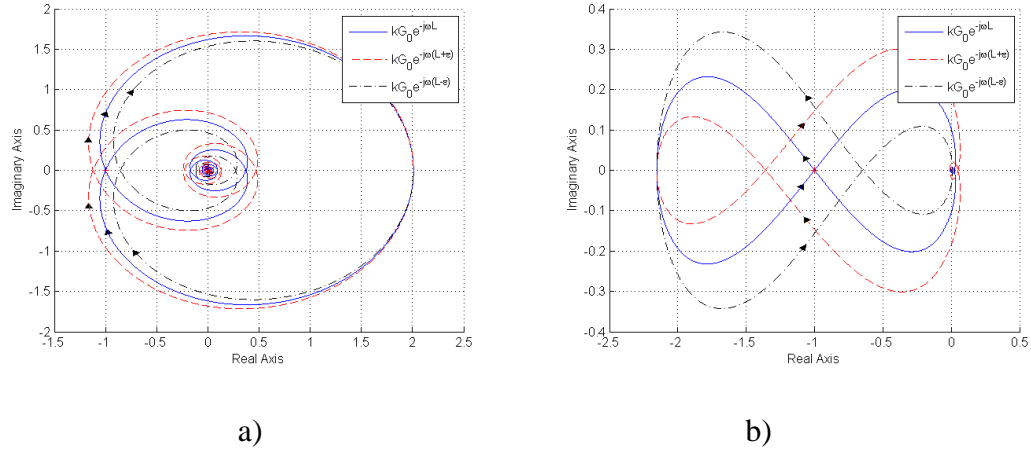 2
1.5
1
0.5
0
-0.5
-1
-1.5
-2
-1.5 -1 -0.5 0 0.5 1 1.5 2 2.5
Real Axis
Imaginary Axis
kG₀e^-jωL
kG₀e^-jω(L+ε)
kG₀e^-jω(L-ε)
0.4
0.3
0.2
0.1
0
-0.1
-0.2
-0.3
-0.4
-2.5 -2 -1.5 -1 -0.5 0 0.5
Real Axis
Imaginary Axis
kG₀e^-jωL
kG₀e^-jω(L+ε)
kG₀e^-jω(L-ε)
a) b)